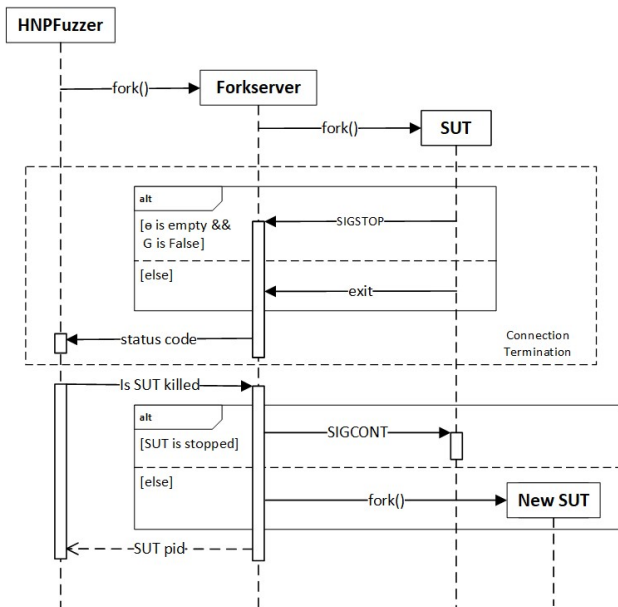 HNPFuzzer
fork()
Forkserver
fork()
SUT
alt
[ɵ is empty &&
G is False]
SIGSTOP
[else]
exit
status code
Connection
Termination
Is SUT killed
alt
[SUT is stopped]
SIGCONT
[else]
fork()
New SUT
SUT pid